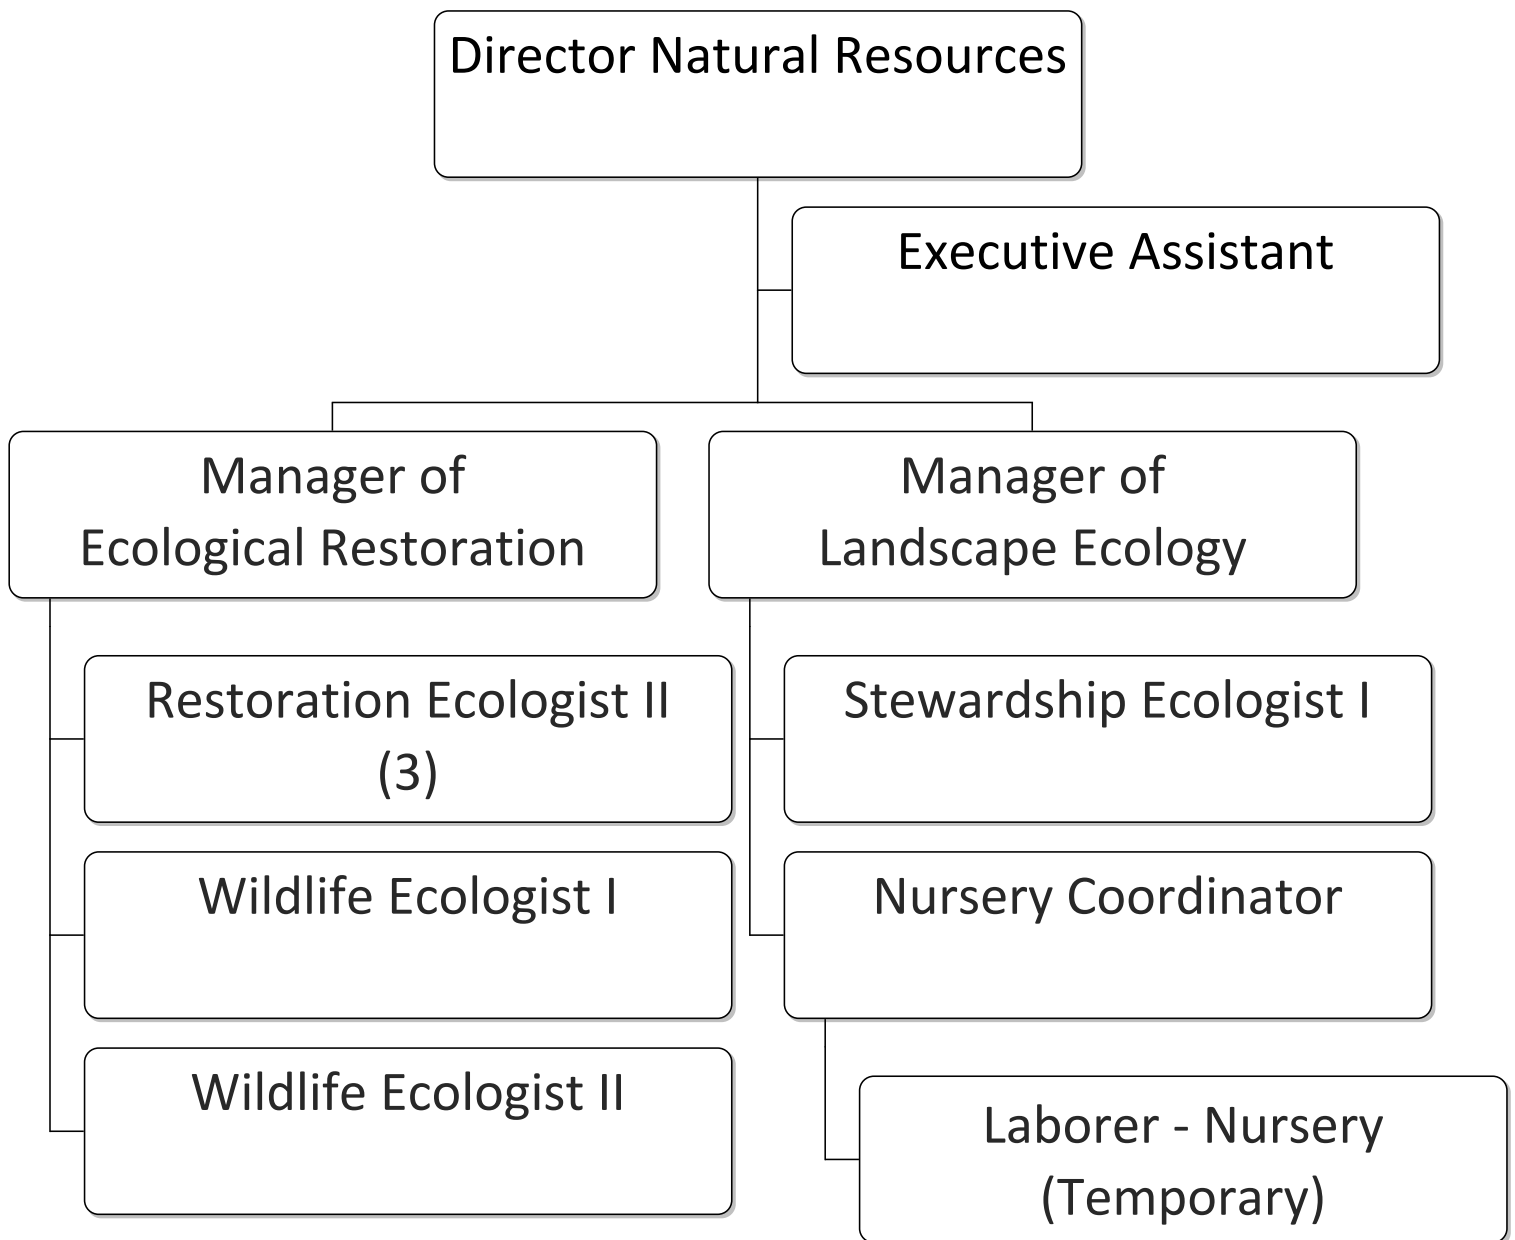 Director Natural Resources
Executive Assistant
Manager of
Ecological Restoration
Restoration Ecologist II
(3)
Wildlife Ecologist I
Wildlife Ecologist II
Manager of
Landscape Ecology
Stewardship Ecologist I
Nursery Coordinator
Laborer - Nursery
(Temporary)